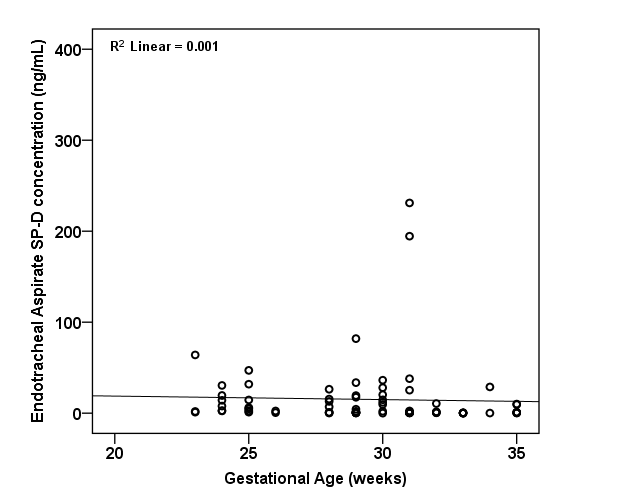 R² Linear = 0.001
Endotracheal Aspirate SP-D concentration (ng/mL)
400
300
200
100
0
20 25 30 35
Gestational Age (weeks)